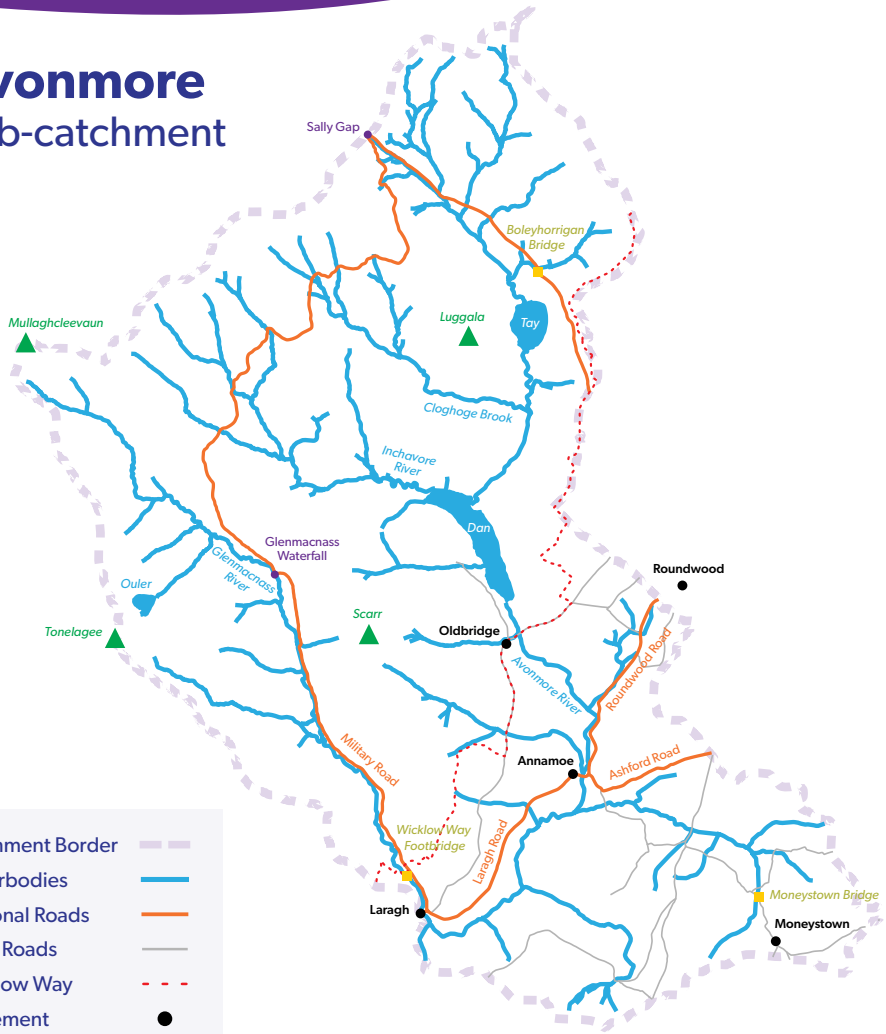 vonmore
b-catchment
Sally Gap
Boleyhorrigan
Bridge
Mullaghcleevaun
Luggala
Tay
Cloghoge Brook
Inchavore
River
Dan
Glenmacnass
Waterfall
Glenmacnass
River
Roundwood
Ouler
Scarr
Tonelagee
Oldbridge
Avonmore River
Roundwood Road
Military Road
Annamoe
Ashford Road
Wicklow Way
Footbridge
Laragh Road
Laragh
Moneystown Bridge
Moneystown
nment Border
rbodies
onal Roads
Roads
ow Way
ement